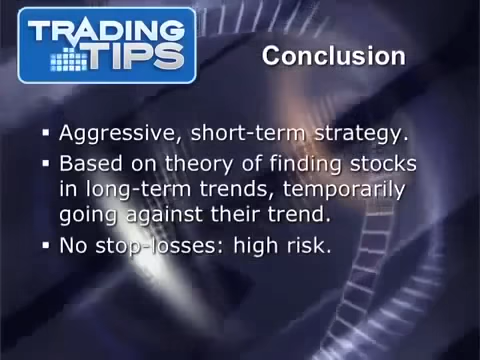 TRADING
TIPS
Conclusion
▪ Aggressive, short-term strategy.
▪ Based on theory of finding stocks
in long-term trends, temporarily
going against their trend.
▪ No stop-losses: high risk.